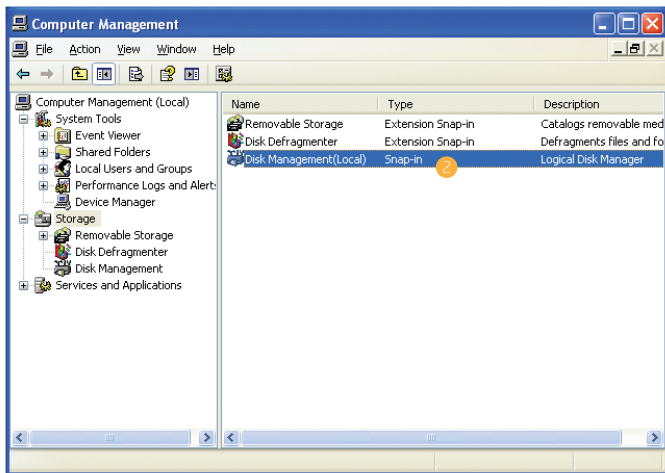 Computer Management
File Action View Window Help
Computer Management (Local)
System Tools
Event Viewer
Shared Folders
Local Users and Groups
Performance Logs and Alert
Device Manager
Storage
Removable Storage
Disk Defragmenter
Disk Management
Services and Applications
Name Type Description
Removable Storage Extension Snap-in Catalogs removable med
Disk Defragmenter Extension Snap-in Defragments files and fo
Disk Management(Local) Snap-in Logical Disk Manager
2